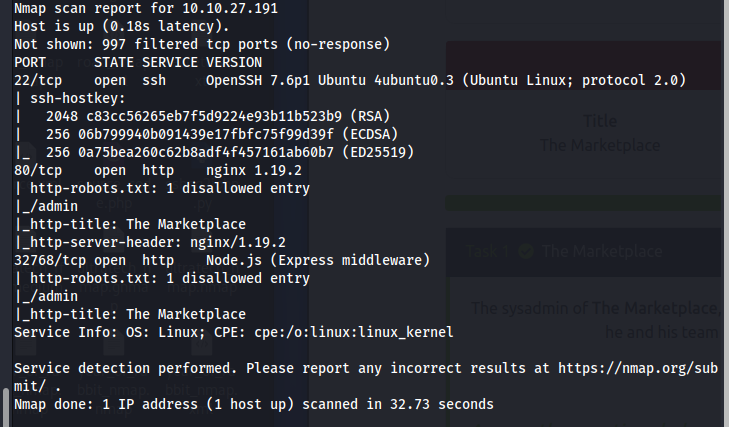 Nmap scan report for 10.10.27.191
Host is up (0.18s latency).
Not shown: 997 filtered tcp ports (no-response)
PORT      STATE SERVICE VERSION
22/tcp    open  ssh     OpenSSH 7.6p1 Ubuntu 4ubuntu0.3 (Ubuntu Linux; protocol 2.0)
| ssh-hostkey:
|   2048 c83cc56265eb7f5d9224e93b11b523b9 (RSA)
|   256 06b799940b091439e17fbfc75f99d39f (ECDSA)
|_  256 0a75bea260c62b8adf4f457161ab60b7 (ED25519)
80/tcp    open  http    nginx 1.19.2
| http-robots.txt: 1 disallowed entry
|_/admin
|_http-title: The Marketplace
|_http-server-header: nginx/1.19.2
32768/tcp open  http    Node.js (Express middleware)
| http-robots.txt: 1 disallowed entry
|_/admin
|_http-title: The Marketplace
Service Info: OS: Linux; CPE: cpe:/o:linux:linux_kernel
Service detection performed. Please report any incorrect results at https://nmap.org/sub
mit/ .
Nmap done: 1 IP address (1 host up) scanned in 32.73 seconds
Title
The Marketplace
Task 1 The Marketplace
The sysadmin of The Marketplace,
he and his team